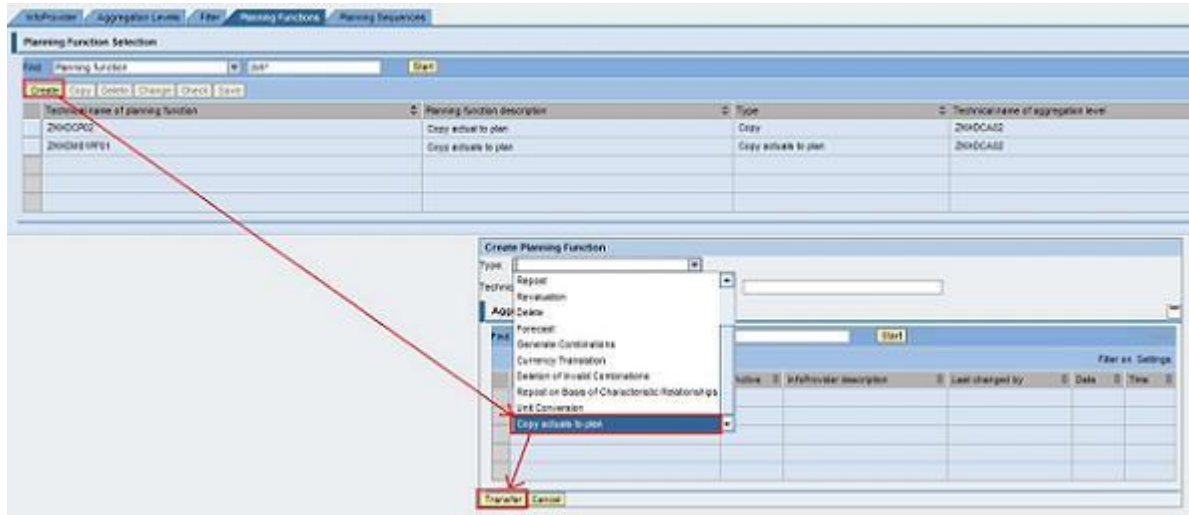 InfoProvider Aggregation Levels Filter Planning Functions Planning Sequences
Planning Function Selection
Find Planning function Start
Create Copy Delete Change Check Save
Technical name of planning function Planning function description Type Technical name of aggregation level
Copy actual to plan Copy
Copy actuals to plan Copy actuals to plan
Create Planning Function
Type
Repost
Revaluation
Delete
Forecast Start
Generate Combinations
Currency Translation Filter on Settings
Deletion of Invalid Combinations InfoProvider description Last changed by Date Time
Repost on Basis of Characteristic Relationships
Unit Conversion
Copy actuals to plan
Transfer Cancel